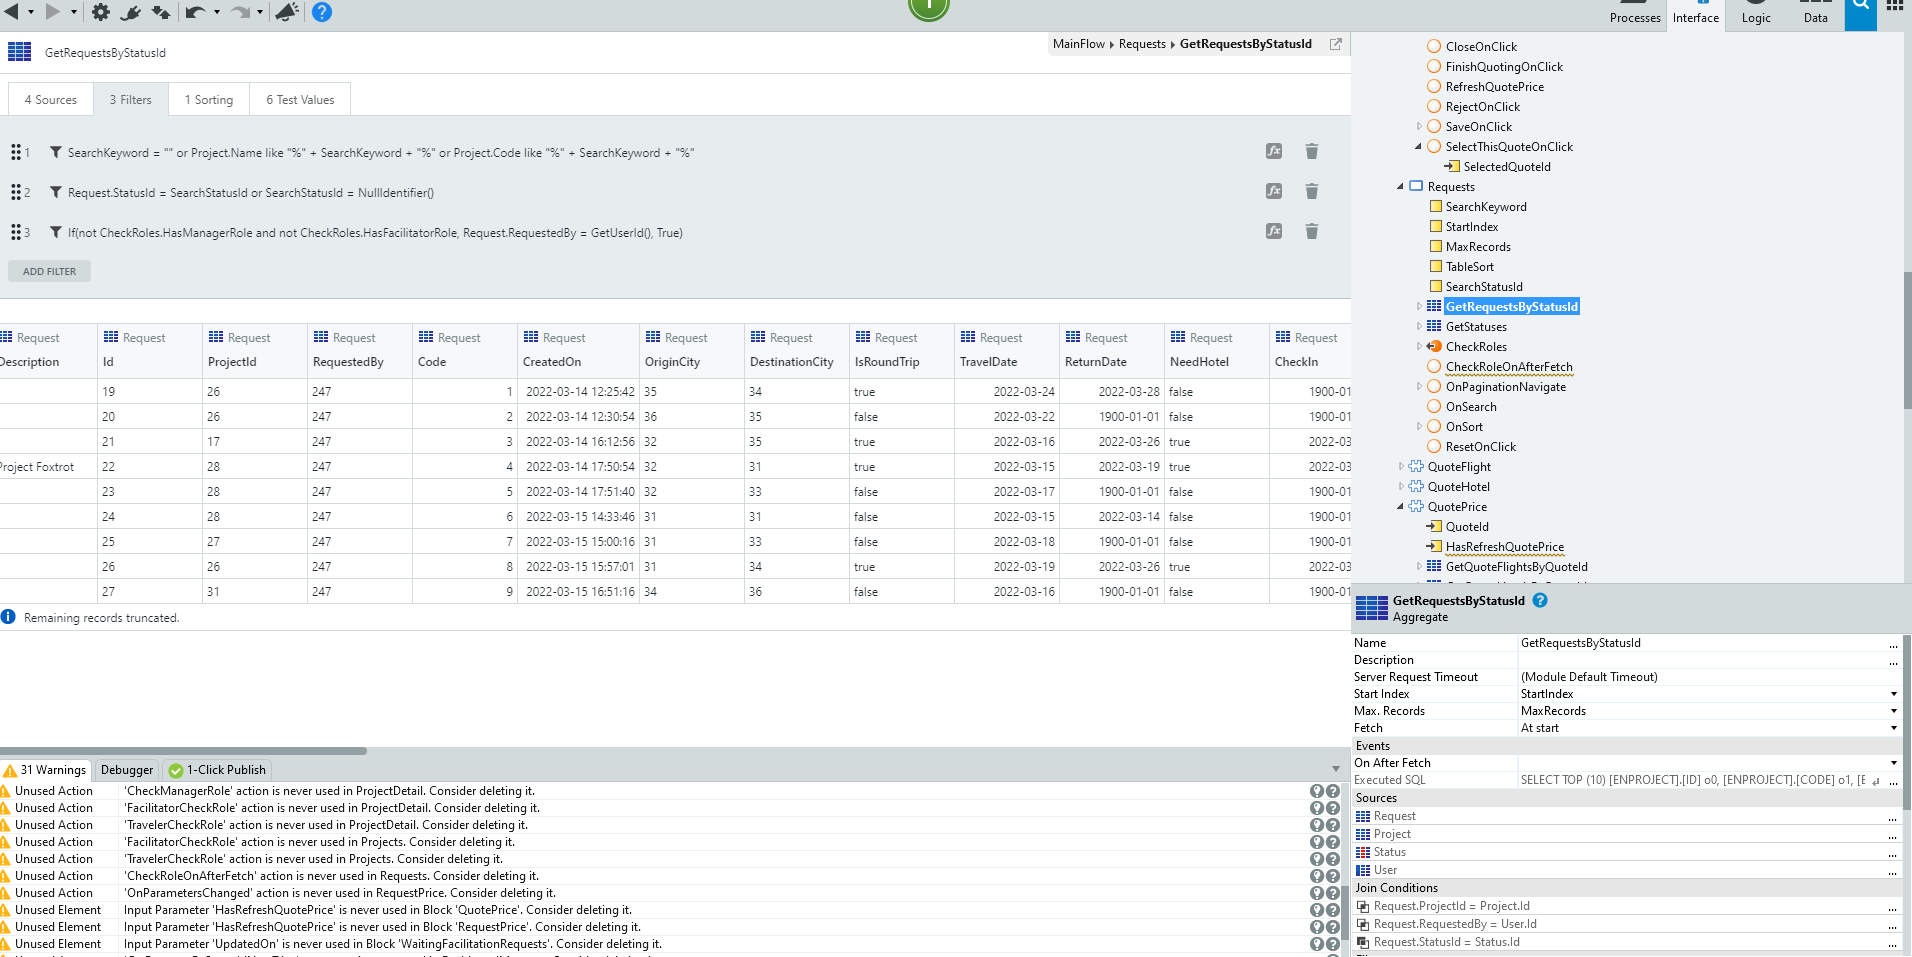 Processes Interface Logic Data
GetRequestsByStatusId
MainFlow Requests GetRequestsByStatusId
4 Sources 3 Filters 1 Sorting 6 Test Values
1 SearchKeyword = "" or Project.Name like "%" + SearchKeyword + "%" or Project.Code like "%" + SearchKeyword + "%"
2 Request.StatusId = SearchStatusId or SearchStatusId = NullIdentifier()
3 If(not CheckRoles.HasManagerRole and not CheckRoles.HasFacilitatorRole, Request.RequestedBy = GetUserId(), True)
ADD FILTER
Request Request Request Request Request Request Request Request Request Request Request Request Request
Description Id ProjectId RequestedBy Code CreatedOn OriginCity DestinationCity IsRoundTrip TravelDate ReturnDate NeedHotel CheckIn
19 26 247 1 2022-03-14 12:25:42 35 34 true 2022-03-24 2022-03-28 false 1900-01
20 26 247 2 2022-03-14 12:30:54 36 35 false 2022-03-22 1900-01-01 false 1900-01
21 17 247 3 2022-03-14 16:12:56 32 35 true 2022-03-16 2022-03-26 true 2022-03
Project Foxtrot 22 28 247 4 2022-03-14 17:50:54 32 31 true 2022-03-15 2022-03-19 true 2022-03
23 28 247 5 2022-03-14 17:51:40 32 33 false 2022-03-17 1900-01-01 false 1900-01
24 28 247 6 2022-03-15 14:33:46 31 31 false 2022-03-15 2022-03-14 false 1900-01
25 27 247 7 2022-03-15 15:00:16 31 33 false 2022-03-18 1900-01-01 false 1900-01
26 26 247 8 2022-03-15 15:57:01 31 34 true 2022-03-19 2022-03-26 true 2022-03
27 31 247 9 2022-03-15 16:51:16 34 36 false 2022-03-16 1900-01-01 false 1900-01
Remaining records truncated.
31 Warnings Debugger 1-Click Publish
Unused Action 'CheckManagerRole' action is never used in ProjectDetail. Consider deleting it.
Unused Action 'FacilitatorCheckRole' action is never used in ProjectDetail. Consider deleting it.
Unused Action 'TravelerCheckRole' action is never used in ProjectDetail. Consider deleting it.
Unused Action 'FacilitatorCheckRole' action is never used in Projects. Consider deleting it.
Unused Action 'TravelerCheckRole' action is never used in Projects. Consider deleting it.
Unused Action 'CheckRoleOnAfterFetch' action is never used in Requests. Consider deleting it.
Unused Action 'OnParametersChanged' action is never used in RequestPrice. Consider deleting it.
Unused Element Input Parameter 'HasRefreshQuotePrice' is never used in Block 'QuotePrice'. Consider deleting it.
Unused Element Input Parameter 'HasRefreshQuotePrice' is never used in Block 'RequestPrice'. Consider deleting it.
Unused Element Input Parameter 'UpdatedOn' is never used in Block 'WaitingFacilitationRequests'. Consider deleting it.
CloseOnClick
FinishQuotingOnClick
RefreshQuotePrice
RejectOnClick
SaveOnClick
SelectThisQuoteOnClick
SelectedQuoteId
Requests
SearchKeyword
StartIndex
MaxRecords
TableSort
SearchStatusId
GetRequestsByStatusId
GetStatuses
CheckRoles
CheckRoleOnAfterFetch
OnPaginationNavigate
OnSearch
OnSort
ResetOnClick
QuoteFlight
QuoteHotel
QuotePrice
QuoteId
HasRefreshQuotePrice
GetQuoteFlightsByQuoteId
GetRequestsByStatusId
Aggregate
Name GetRequestsByStatusId ...
Description ...
Server Request Timeout (Module Default Timeout)
Start Index StartIndex
Max. Records MaxRecords
Fetch At start
Events
On After Fetch
Executed SQL SELECT TOP (10) [ENPROJECT].[ID] o0, [ENPROJECT].[CODE] o1, [E ...
Sources
Request ...
Project ...
Status ...
User ...
Join Conditions
Request.ProjectId = Project.Id ...
Request.RequestedBy = User.Id ...
Request.StatusId = Status.Id ...